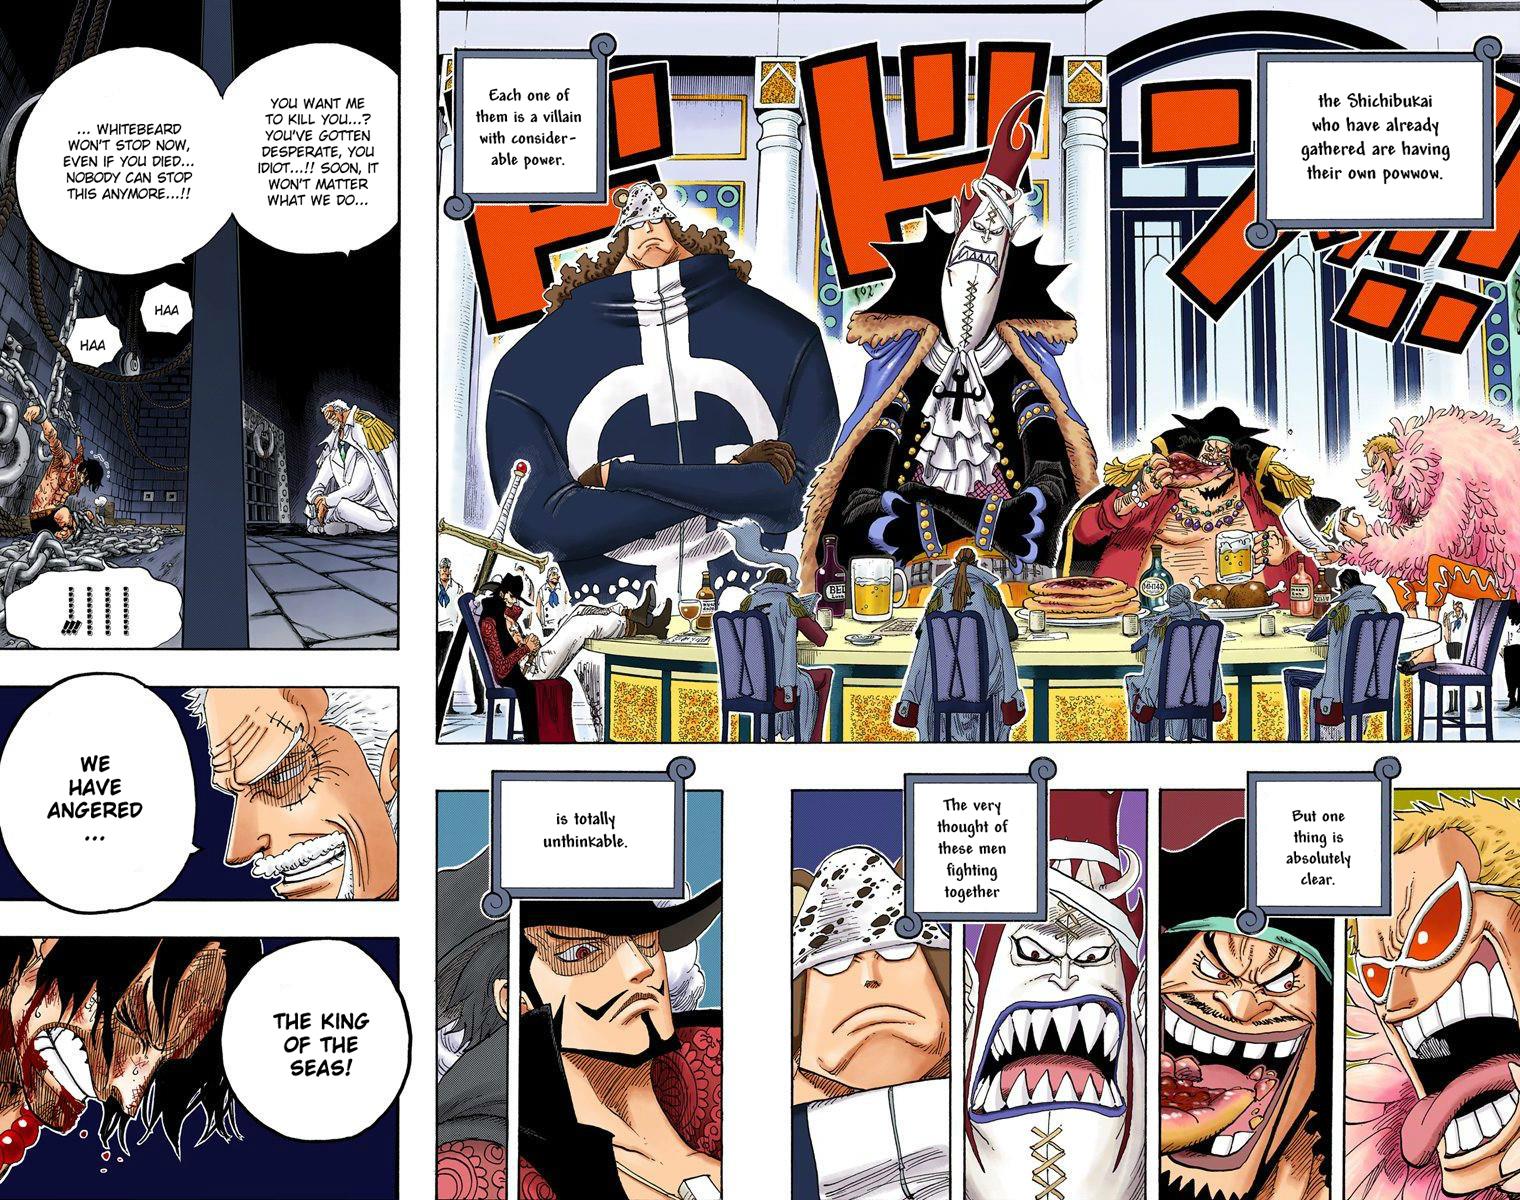 the Shichibukai
who have already
gathered are having
their own powwow.
Each one of
them is a villain
with consider-
able power.
ドドン...!!
But one
thing is
absolutely
clear.
The very
thought of
these men
fighting
together
is totally
unthinkable.
YOU WANT ME
TO KILL YOU...?
YOU'VE GOTTEN
DESPERATE, YOU
IDIOT...!! SOON, IT
WON'T MATTER
WHAT WE DO...
... WHITEBEARD
WON'T STOP NOW,
EVEN IF YOU DIED...
NOBODY CAN STOP
THIS ANYMORE...!!
HAA
HAA
!!!!!
WE
HAVE
ANGERED
...
THE KING
OF THE
SEAS!